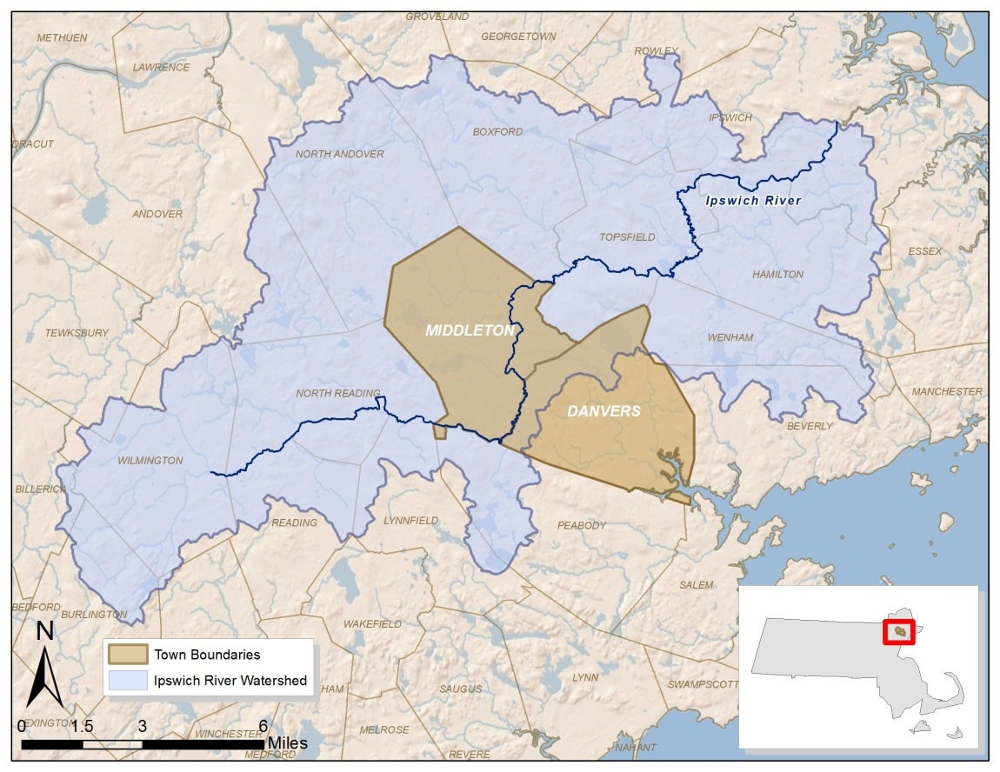 GROVELAND
METHUEN
GEORGETOWN
ROWLEY
LAWRENCE
IPSWICH
DRACUT
BOXFORD
NORTH ANDOVER
Ipswich River
ANDOVER
TOPSFIELD
ESSEX
HAMILTON
MIDDLETON
TEWKSBURY
WENHAM
NORTH READING
MANCHESTER
DANVERS
BEVERLY
WILMINGTON
BILLERICA
READING
LYNNFIELD
PEABODY
SALEM
BEDFORD
BURLINGTON
WAKEFIELD
N
Town Boundaries
Ipswich River Watershed
LYNN
SWAMPSCOTT
HAM
SAUGUS
EXINGTON
0 1.5 3 6
Miles
WINCHESTER
MELROSE
MEDFORD
REVERE
NAHANT